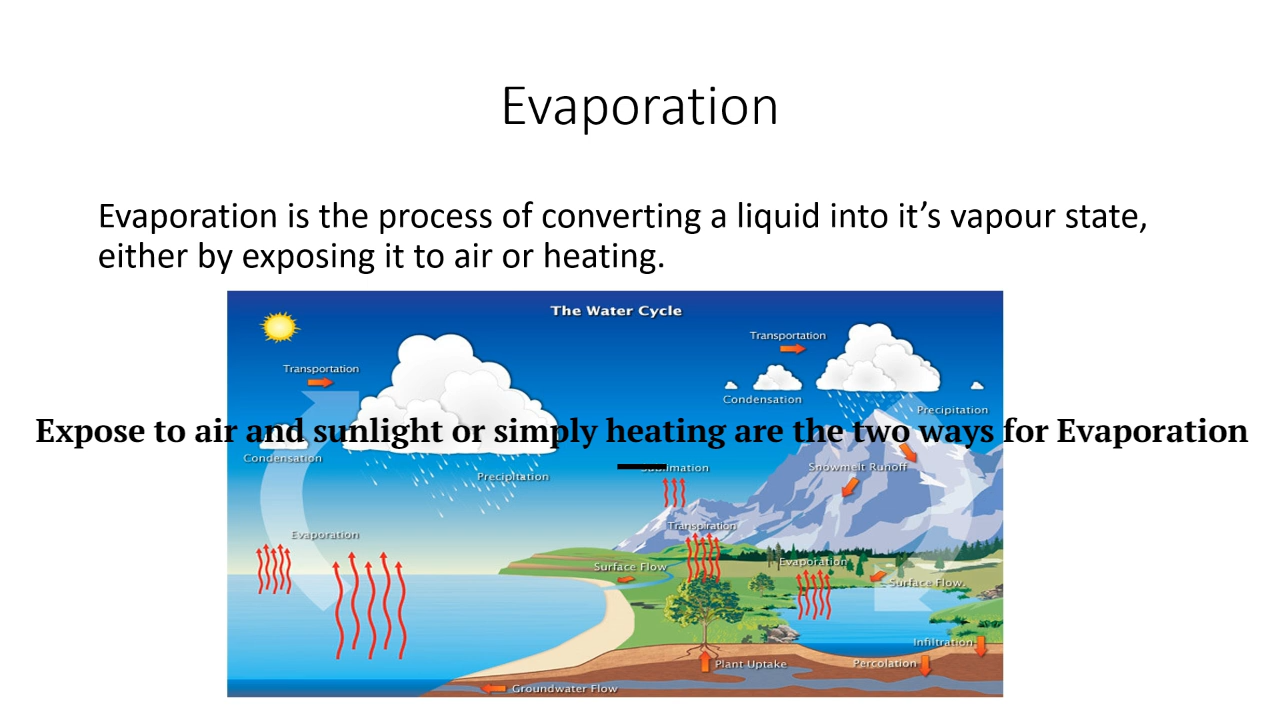 Evaporation
Evaporation is the process of converting a liquid into it’s vapour state,
either by exposing it to air or heating.
The Water Cycle
Transportation
Transportation
Condensation
Precipitation
Expose to air and sunlight or simply heating are the two ways for Evaporation
Condensation
Precipitation
Sublimation
Snowmelt Runoff
Transpiration
Evaporation
Evaporation
Surface Flow
Surface Flow
Infiltration
Plant Uptake
Percolation
Groundwater Flow